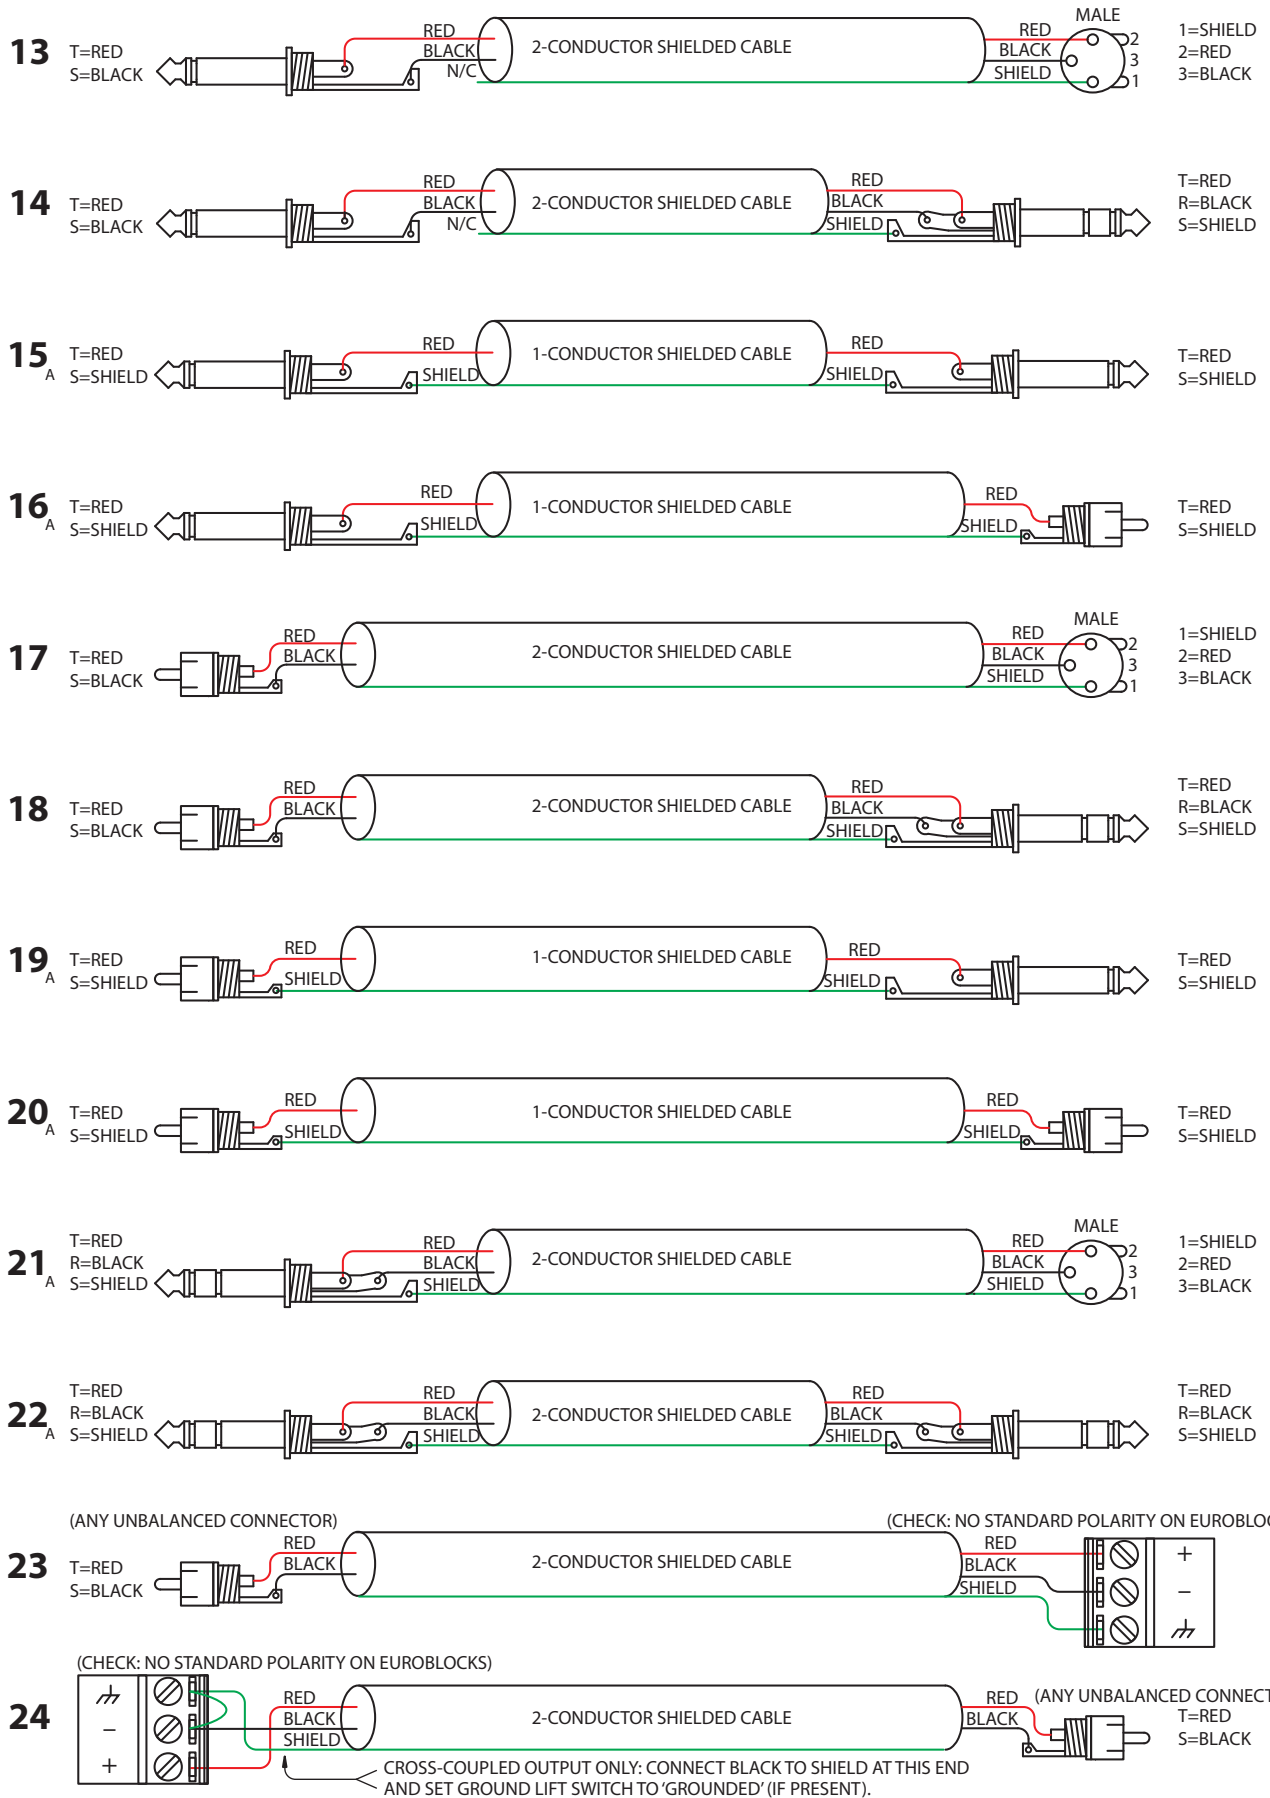 13
T=RED
S=BLACK
RED
BLACK
N/C
2-CONDUCTOR SHIELDED CABLE
RED
BLACK
SHIELD
MALE
2
3
1
1=SHIELD
2=RED
3=BLACK
14
T=RED
S=BLACK
RED
BLACK
N/C
2-CONDUCTOR SHIELDED CABLE
RED
BLACK
SHIELD
T=RED
R=BLACK
S=SHIELD
15 A
T=RED
S=SHIELD
RED
SHIELD
1-CONDUCTOR SHIELDED CABLE
RED
SHIELD
T=RED
S=SHIELD
16 A
T=RED
S=SHIELD
RED
SHIELD
1-CONDUCTOR SHIELDED CABLE
RED
SHIELD
T=RED
S=SHIELD
17
T=RED
S=BLACK
RED
BLACK
2-CONDUCTOR SHIELDED CABLE
RED
BLACK
SHIELD
MALE
2
3
1
1=SHIELD
2=RED
3=BLACK
18
T=RED
S=BLACK
RED
BLACK
2-CONDUCTOR SHIELDED CABLE
RED
BLACK
SHIELD
T=RED
R=BLACK
S=SHIELD
19 A
T=RED
S=SHIELD
RED
SHIELD
1-CONDUCTOR SHIELDED CABLE
RED
SHIELD
T=RED
S=SHIELD
20 A
T=RED
S=SHIELD
RED
SHIELD
1-CONDUCTOR SHIELDED CABLE
RED
SHIELD
T=RED
S=SHIELD
21 A
T=RED
R=BLACK
S=SHIELD
RED
BLACK
SHIELD
2-CONDUCTOR SHIELDED CABLE
RED
BLACK
SHIELD
MALE
2
3
1
1=SHIELD
2=RED
3=BLACK
22 A
T=RED
R=BLACK
S=SHIELD
RED
BLACK
SHIELD
2-CONDUCTOR SHIELDED CABLE
RED
BLACK
SHIELD
T=RED
R=BLACK
S=SHIELD
(ANY UNBALANCED CONNECTOR)
23
T=RED
S=BLACK
RED
BLACK
2-CONDUCTOR SHIELDED CABLE
(CHECK: NO STANDARD POLARITY ON EUROBLOC
RED
BLACK
SHIELD
+
–
(CHECK: NO STANDARD POLARITY ON EUROBLOCKS)
24
–
+
RED
BLACK
SHIELD
2-CONDUCTOR SHIELDED CABLE
RED
BLACK
(ANY UNBALANCED CONNECT
T=RED
S=BLACK
CROSS-COUPLED OUTPUT ONLY: CONNECT BLACK TO SHIELD AT THIS END
AND SET GROUND LIFT SWITCH TO ‘GROUNDED’ (IF PRESENT).